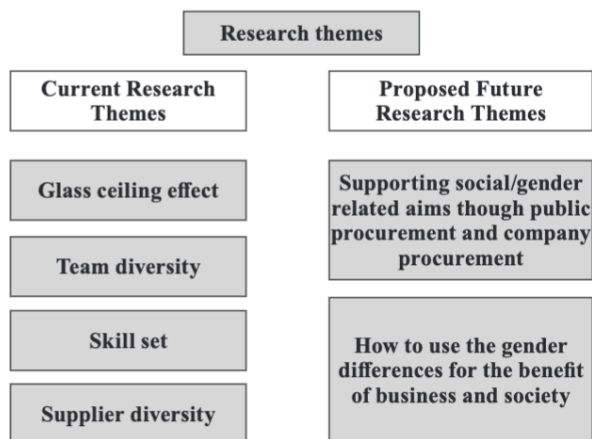 Research themes
Current Research
Themes
Glass ceiling effect
Team diversity
Skill set
Supplier diversity
Proposed Future
Research Themes
Supporting social/gender
related aims though public
procurement and company
procurement
How to use the gender
differences for the benefit
of business and society